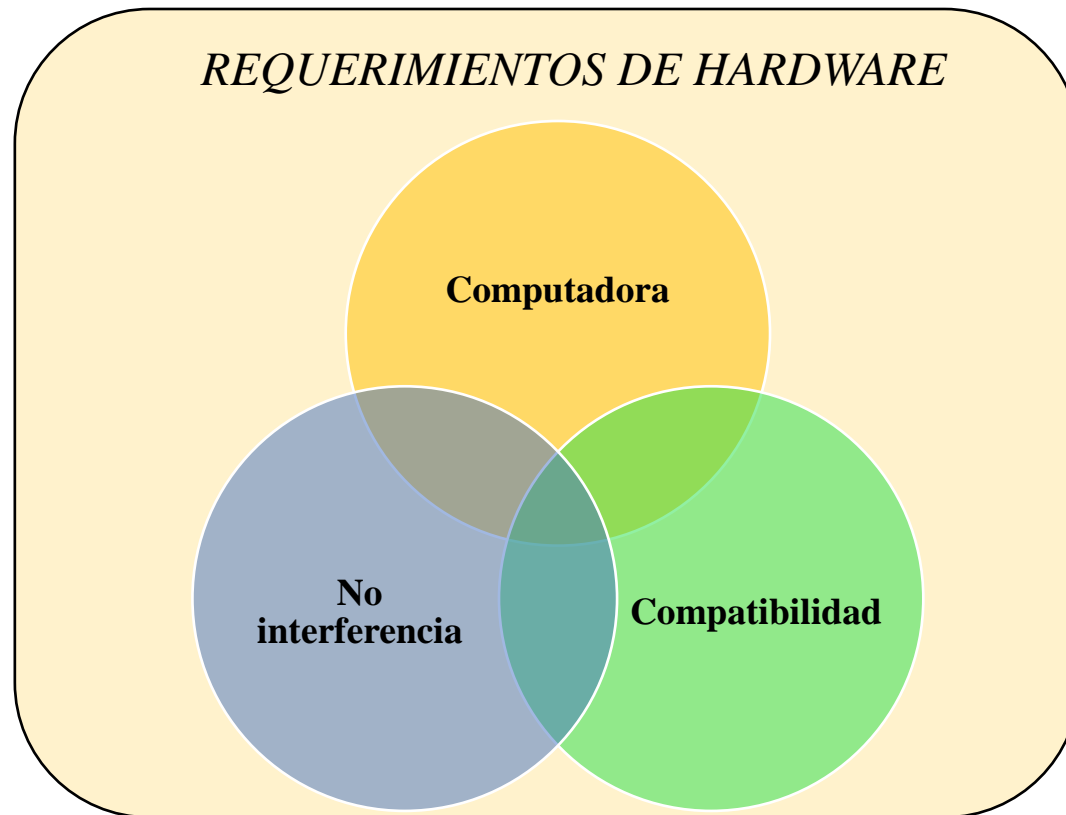 REQUERIMIENTOS DE HARDWARE
Computadora
No
interferencia
Compatibilidad